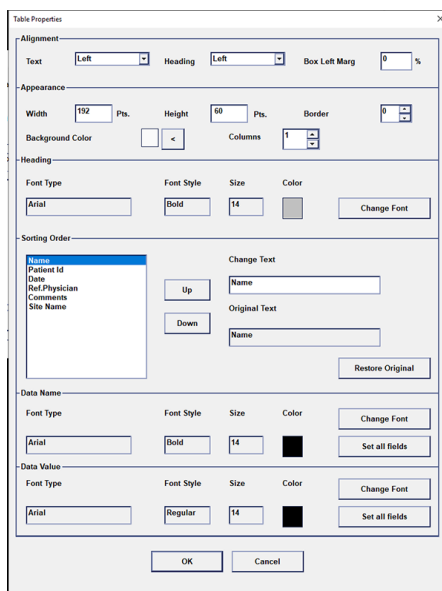 Table Properties
Alignment
Text Left Heading Left Box Left Marg 0 %
Appearance
Width 192 Pts. Height 60 Pts. Border 0
Background Color < Columns 1
Heading
Font Type Font Style Size Color
Arial Bold 14 Change Font
Sorting Order
Name
Patient Id
Date
Ref.Physician
Comments
Site Name
Up
Down
Change Text
Name
Original Text
Name
Restore Original
Data Name
Font Type Font Style Size Color Change Font
Arial Bold 14 Set all fields
Data Value
Font Type Font Style Size Color Change Font
Arial Regular 14 Set all fields
OK Cancel